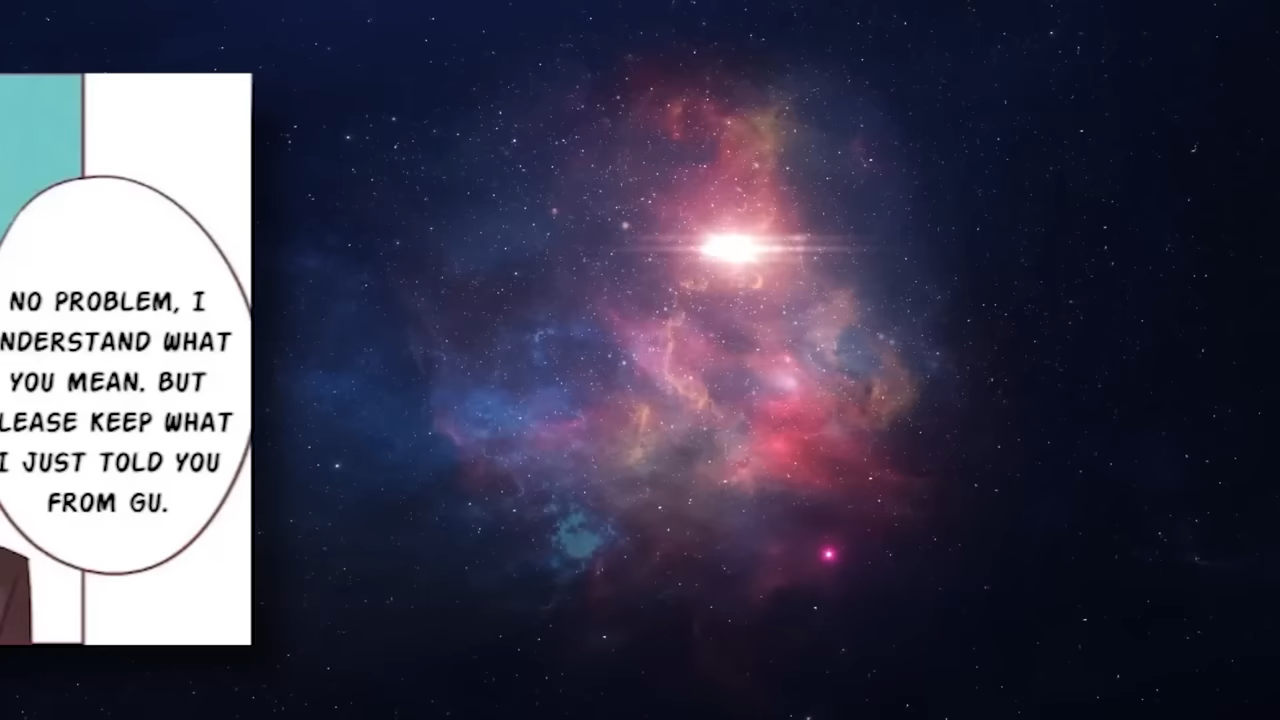 NO PROBLEM, I
NDERSTAND WHAT
YOU MEAN. BUT
LEASE KEEP WHAT
I JUST TOLD YOU
FROM GU.